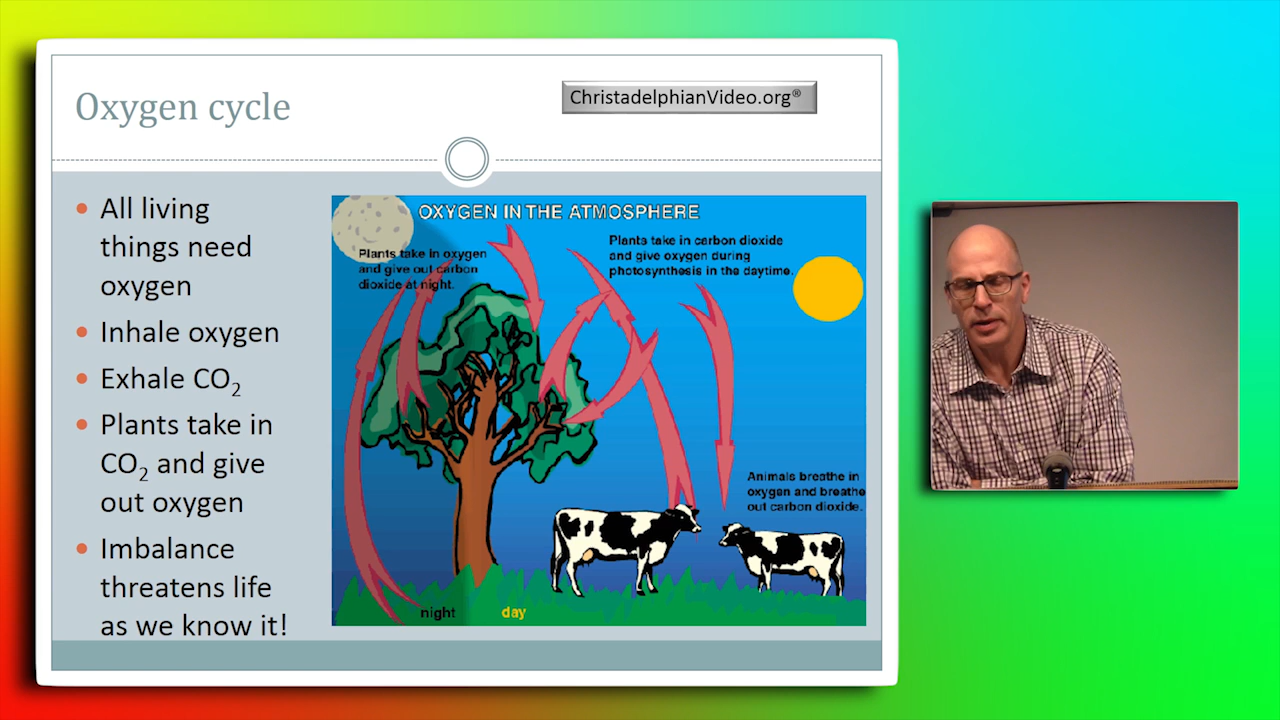 Oxygen cycle
ChristadelphianVideo.org®
All living
things need
oxygen
Inhale oxygen
Exhale CO₂
Plants take in
CO₂ and give
out oxygen
Imbalance
threatens life
as we know it!
OXYGEN IN THE ATMOSPHERE
Plants take in oxygen
and give out carbon
dioxide at night.
Plants take in carbon dioxide
and give oxygen during
photosynthesis in the daytime.
Animals breathe in
oxygen and breathe
out carbon dioxide.
night
day